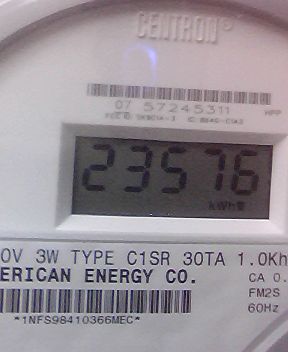 CENTRON®
07 57245311
HPP
23576
kWh
0V 3W TYPE C1SR 30TA 1.0Kh
ERICAN ENERGY CO.
CA 0.
FM2S
60Hz
*1NFS98410366MEC*